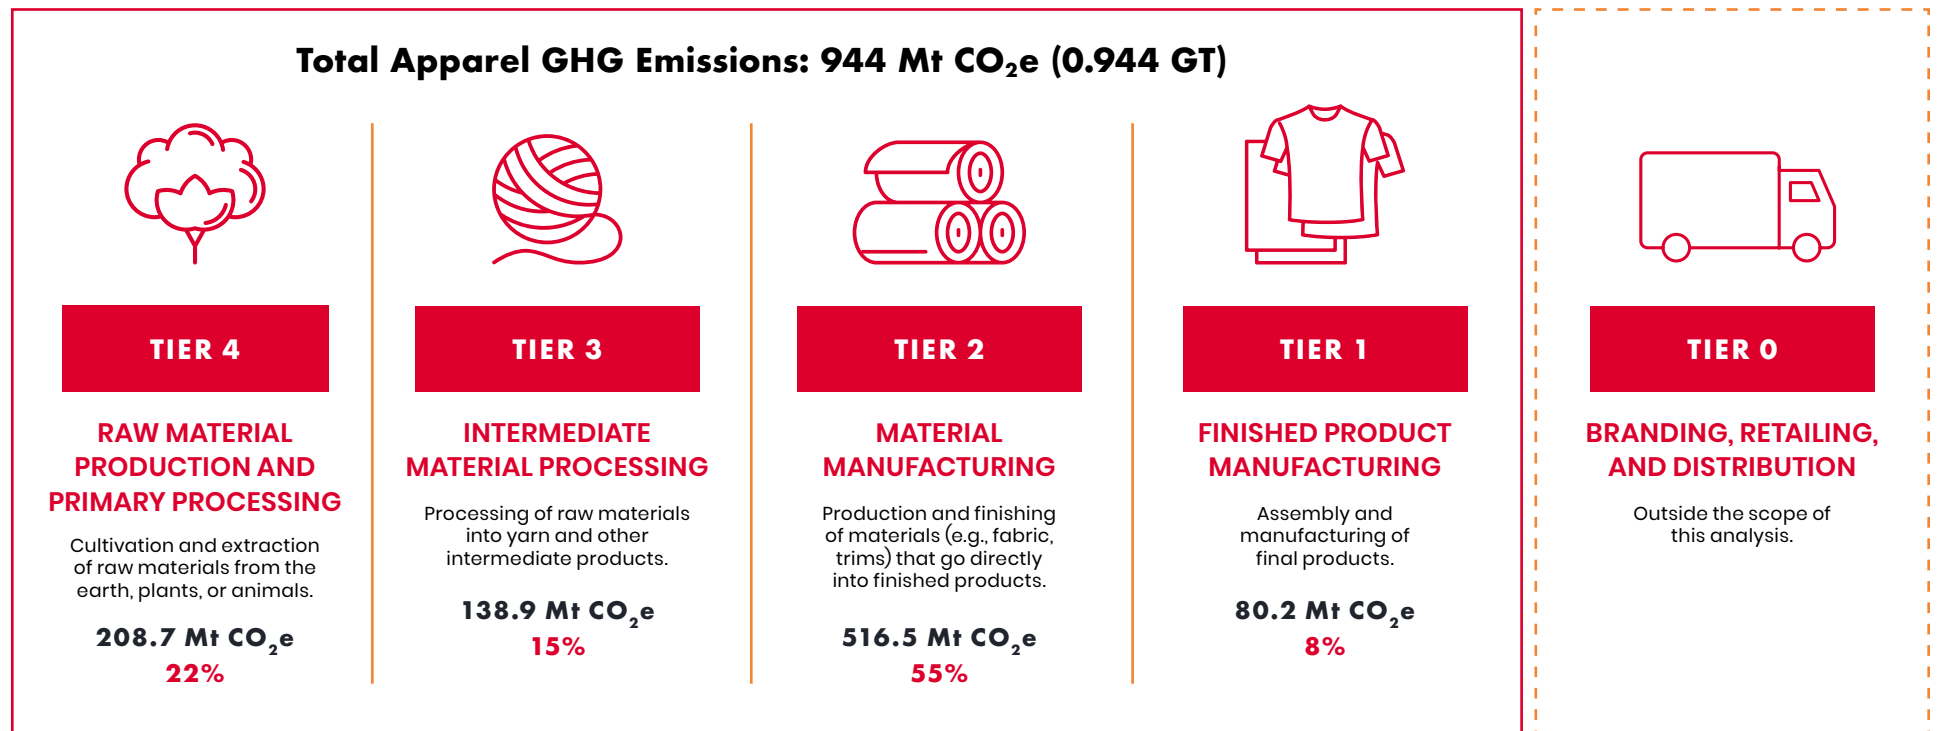 Total Apparel GHG Emissions: 944 Mt CO₂e (0.944 GT)
TIER 4
RAW MATERIAL
PRODUCTION AND
PRIMARY PROCESSING
Cultivation and extraction
of raw materials from the
earth, plants, or animals.
208.7 Mt CO₂e
22%
TIER 3
INTERMEDIATE
MATERIAL PROCESSING
Processing of raw materials
into yarn and other
intermediate products.
138.9 Mt CO₂e
15%
TIER 2
MATERIAL
MANUFACTURING
Production and finishing
of materials (e.g., fabric,
trims) that go directly
into finished products.
516.5 Mt CO₂e
55%
TIER 1
FINISHED PRODUCT
MANUFACTURING
Assembly and
manufacturing of
final products.
80.2 Mt CO₂e
8%
TIER 0
BRANDING, RETAILING,
AND DISTRIBUTION
Outside the scope of
this analysis.